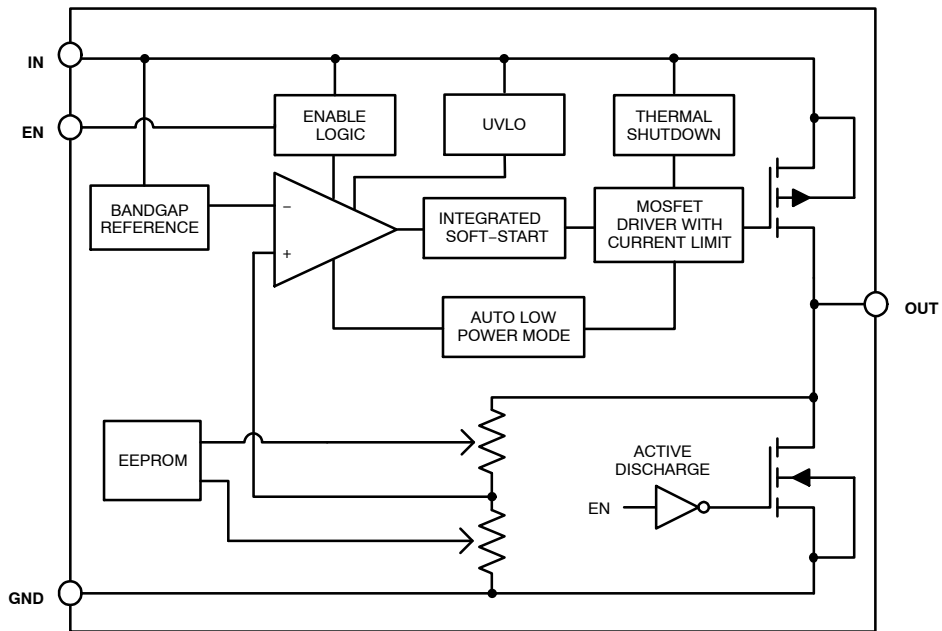 IN
EN
ENABLE
LOGIC
UVLO
THERMAL
SHUTDOWN
BANDGAP
REFERENCE
−
+
INTEGRATED
SOFT−START
MOSFET
DRIVER WITH
CURRENT LIMIT
AUTO LOW
POWER MODE
OUT
EEPROM
ACTIVE
DISCHARGE
EN
GND